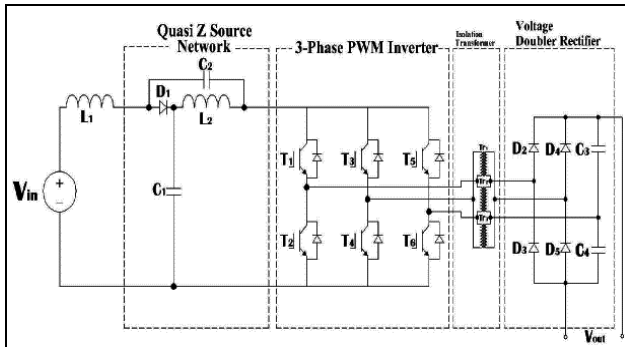 Quasi Z Source
Network
3-Phase PWM Inverter
Isolation
Transformer
Voltage
Doubler Rectifier
C2
D1
L1
L2
C1
Vin
T1
T3
T5
T2
T4
T6
Tr1
D2
D4
C3
D3
D5
C4
Vout